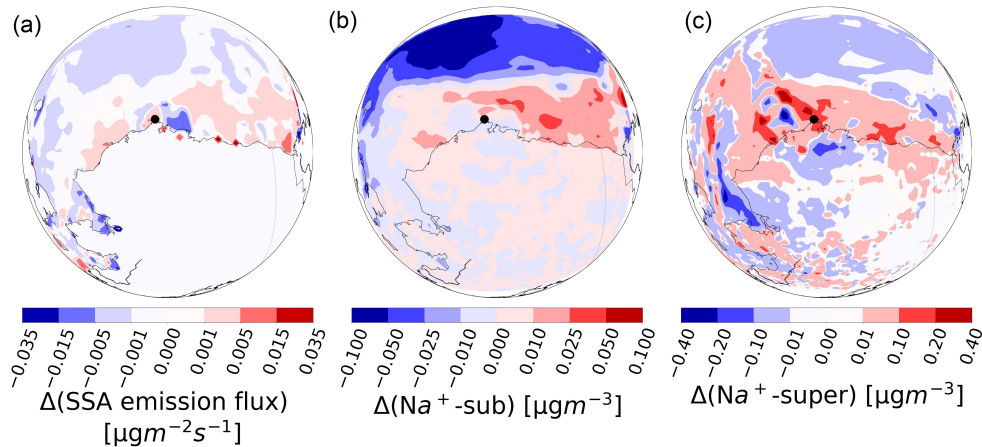 (a) (b) (c)
−0.035 −0.015 −0.005 −0.001 0.000 0.001 0.005 0.015 0.035
−0.100 −0.050 −0.025 −0.010 0.000 0.010 0.025 0.050 0.100
−0.40 −0.20 −0.10 −0.01 0.00 0.01 0.10 0.20 0.40
Δ(SSA emission flux)
[µgm⁻²s⁻¹]
Δ(Na⁺-sub) [µgm⁻³]
Δ(Na⁺-super) [µgm⁻³]